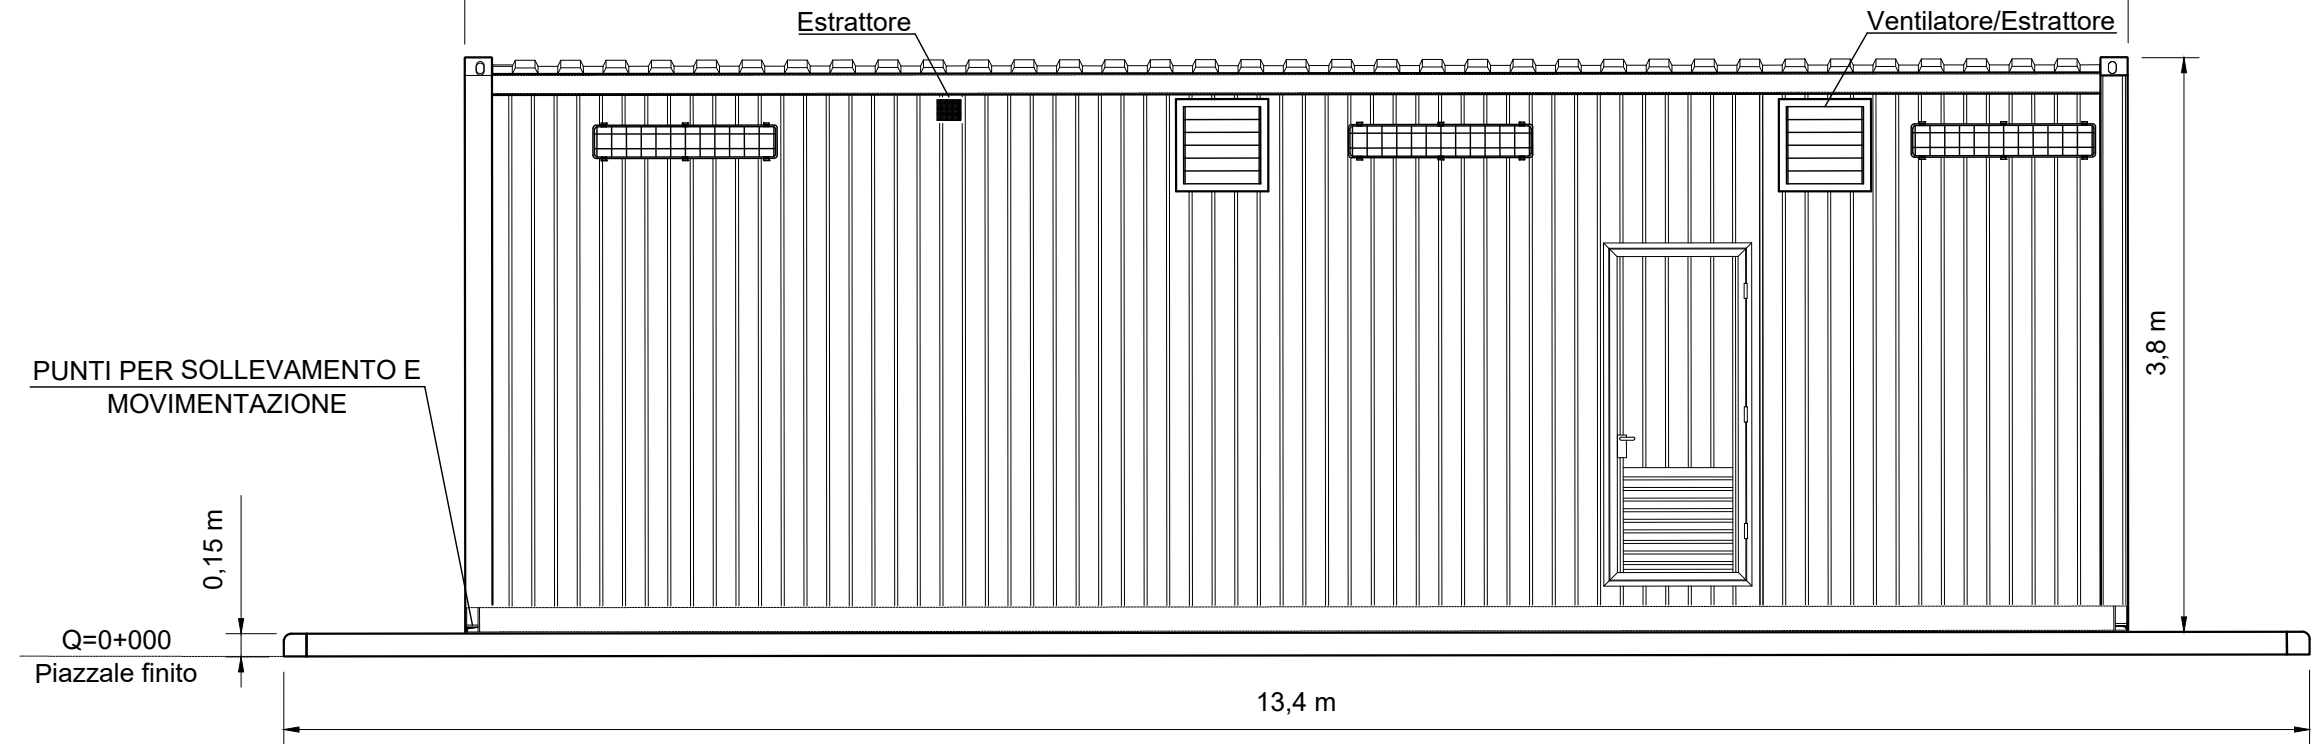 Estrattore
Ventilatore/Estrattore
PUNTI PER SOLLEVAMENTO E
MOVIMENTAZIONE
3,8 m
0,15 m
Q=0+000
Piazzale finito
13,4 m